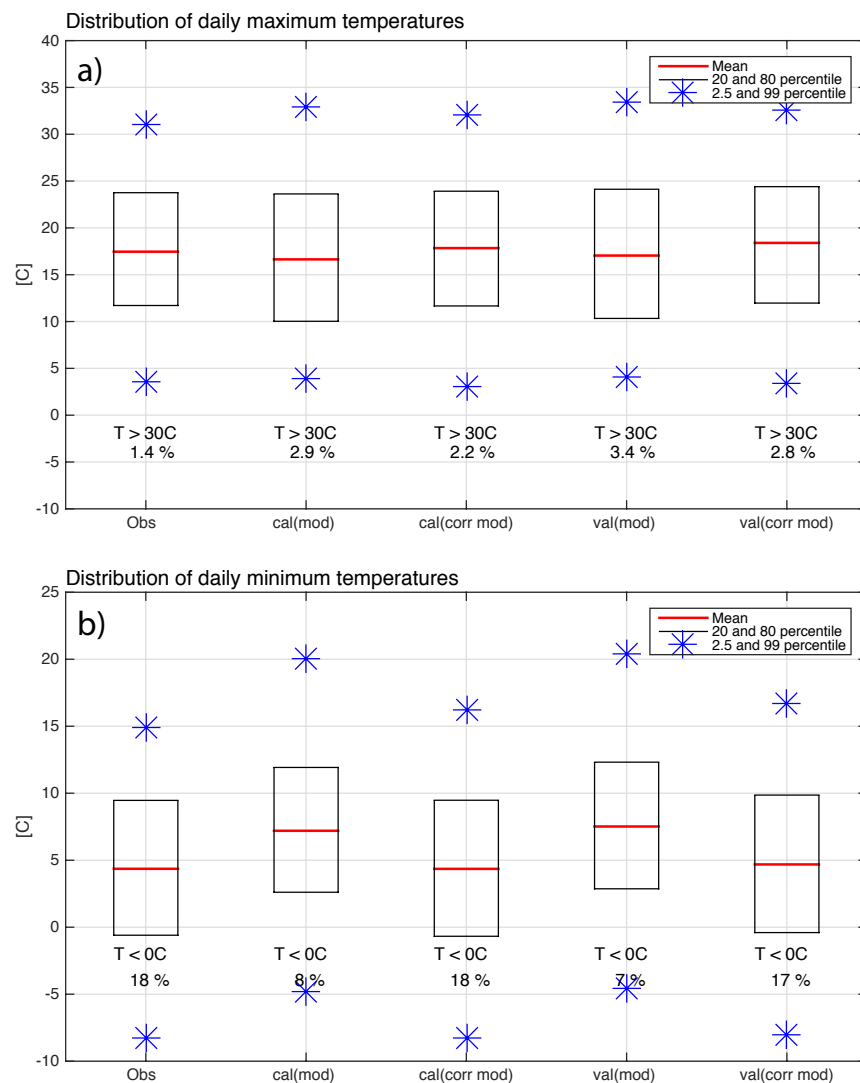 Distribution of daily maximum temperatures
a)
Mean
20 and 80 percentile
2.5 and 99 percentile
40
35
30
25
20
15
10
5
0
-5
-10
[C]
T > 30C T > 30C T > 30C T > 30C T > 30C
1.4 % 2.9 % 2.2 % 3.4 % 2.8 %
Obs cal(mod) cal(corr mod) val(mod) val(corr mod)
Distribution of daily minimum temperatures
b)
Mean
20 and 80 percentile
2.5 and 99 percentile
25
20
15
10
5
0
-5
-10
[C]
T < 0C T < 0C T < 0C T < 0C T < 0C
18 % 8 % 18 % 7 % 17 %
Obs cal(mod) cal(corr mod) val(mod) val(corr mod)